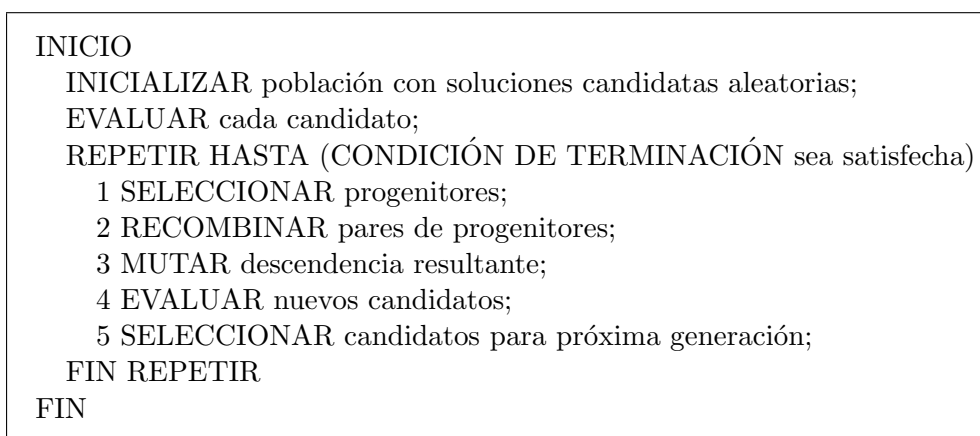 INICIO
INICIALIZAR población con soluciones candidatas aleatorias;
EVALUAR cada candidato;
REPETIR HASTA (CONDICIÓN DE TERMINACIÓN sea satisfecha)
1 SELECCIONAR progenitores;
2 RECOMBINAR pares de progenitores;
3 MUTAR descendencia resultante;
4 EVALUAR nuevos candidatos;
5 SELECCIONAR candidatos para próxima generación;
FIN REPETIR
FIN